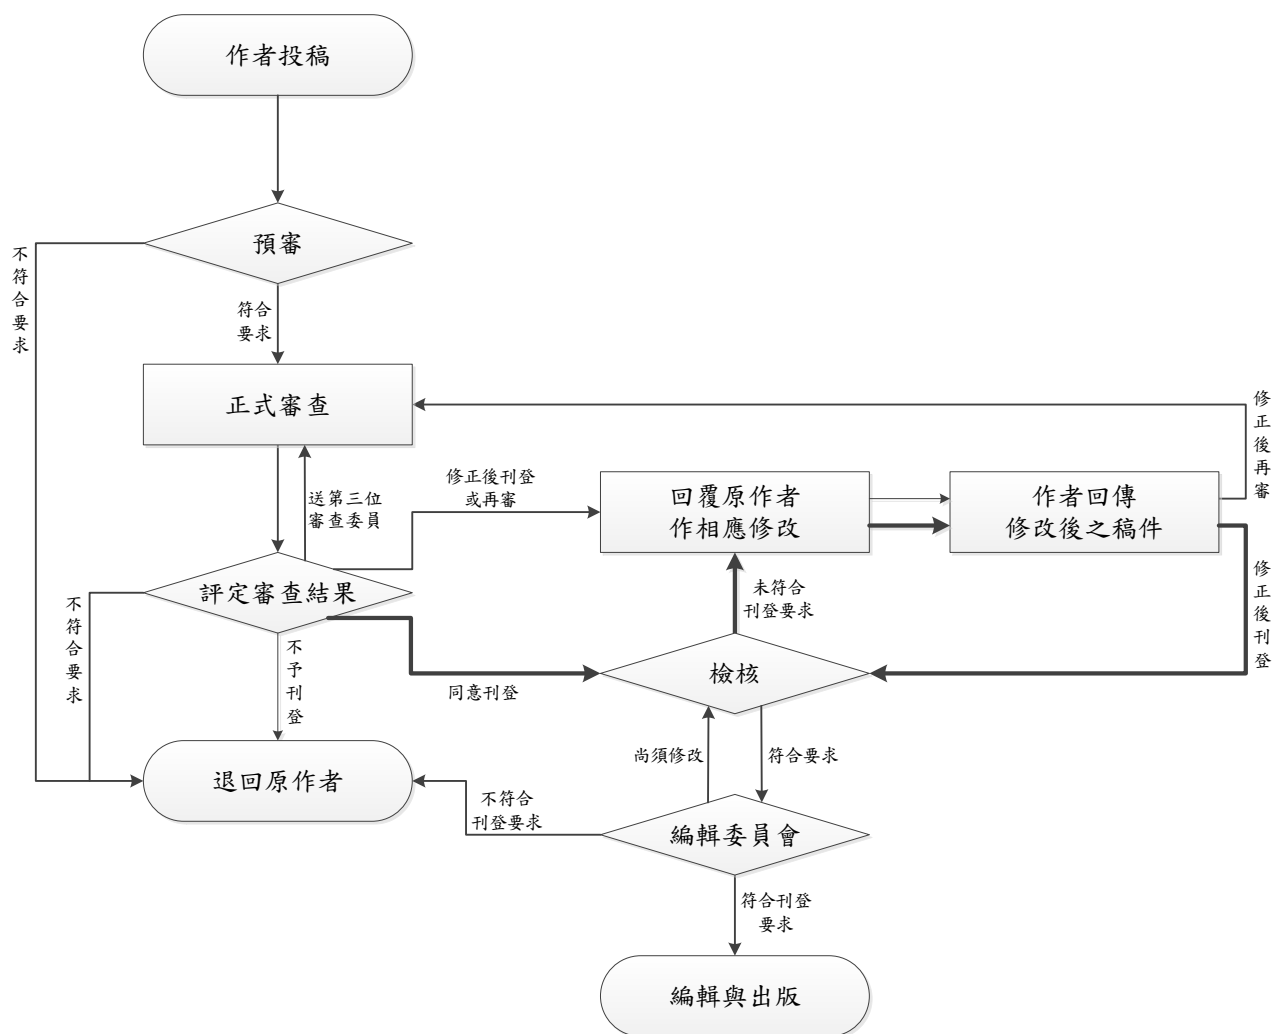 作者投稿
預審
不符合要求
符合
要求
正式審查
修正後再審
送第三位
審查委員
修正後刊登
或再審
回覆原作者
作相應修改
作者回傳
修改後之稿件
評定審查結果
不符合要求
不予刊登
同意刊登
未符合
刊登要求
修正後刊登
檢核
尚須修改
符合要求
退回原作者
不符合
刊登要求
編輯委員會
符合刊登
要求
編輯與出版